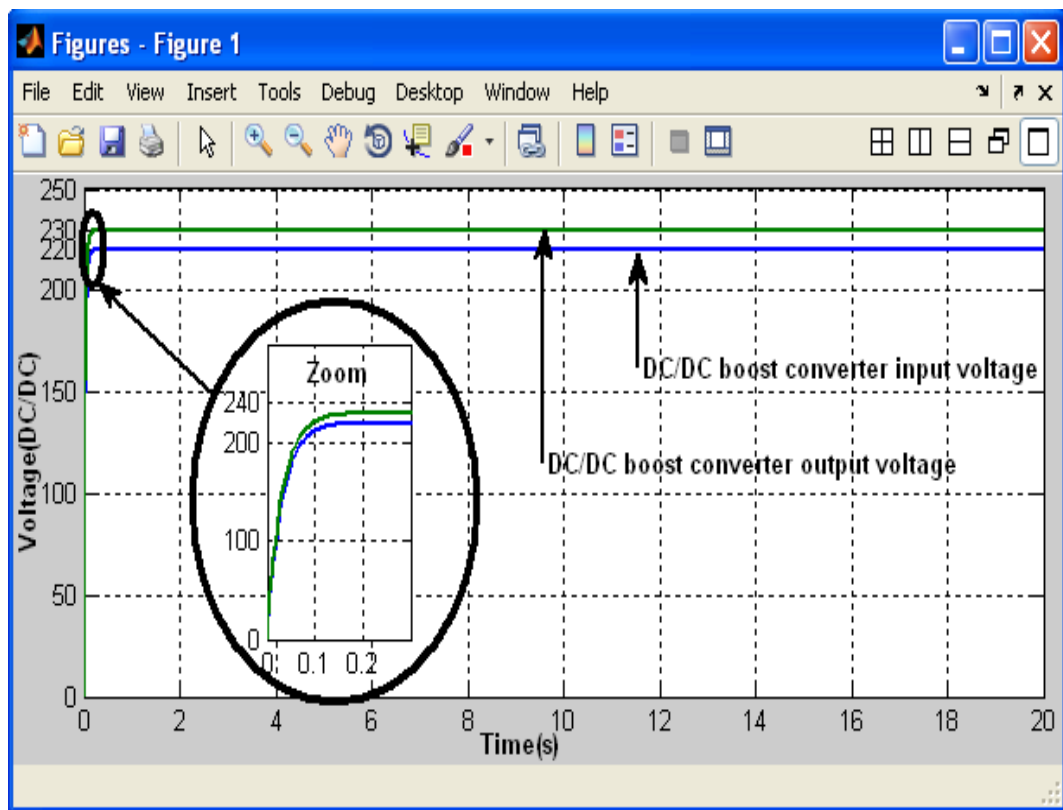 Figures - Figure 1
File Edit View Insert Tools Debug Desktop Window Help
250
230
220
200
150
100
50
0
Voltage(DC/DC)
Zoom
240
200
100
0
0 0.1 0.2
DC/DC boost converter input voltage
DC/DC boost converter output voltage
0 2 4 6 8 10 12 14 16 18 20
Time(s)